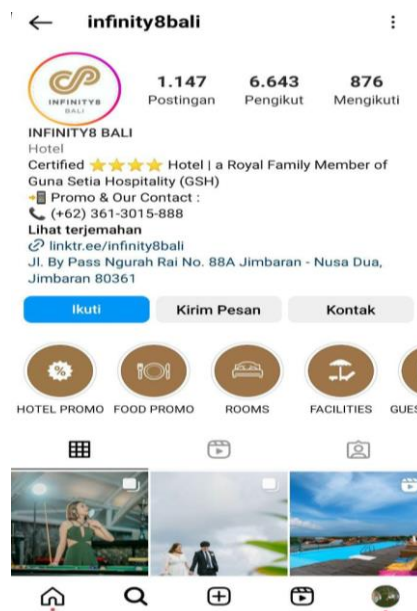 infinity8bali
INFINITY8
BALI
1.147 6.643 876
Postingan Pengikut Mengikuti
INFINITY8 BALI
Hotel
Certified ⭐⭐⭐⭐ Hotel | a Royal Family Member of
Guna Setia Hospitality (GSH)
📲 Promo & Our Contact :
📞 (+62) 361-3015-888
Lihat terjemahan
linktr.ee/infinity8bali
Jl. By Pass Ngurah Rai No. 88A Jimbaran - Nusa Dua,
Jimbaran 80361
Ikuti Kirim Pesan Kontak
HOTEL PROMO FOOD PROMO ROOMS FACILITIES GUES